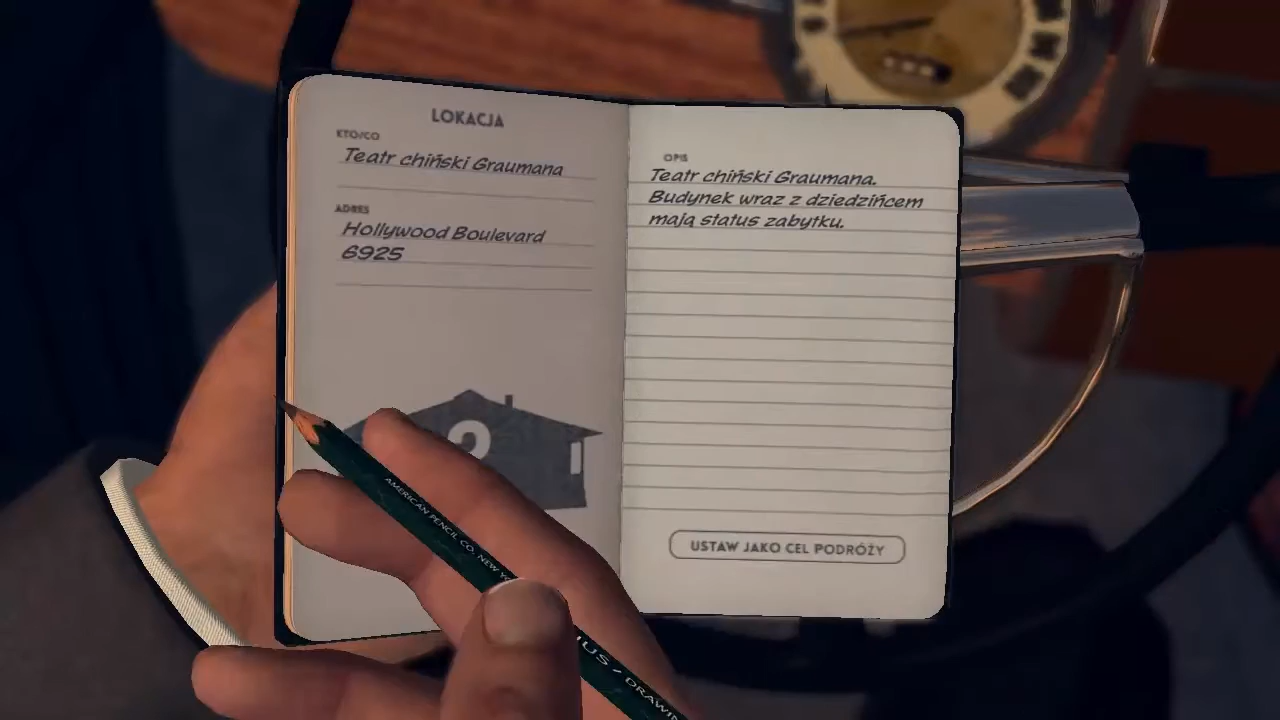 LOKACJA
KTO/CO
Teatr chiński Graumana
ADRES
Hollywood Boulevard
6925
?
OPIS
Teatr chiński Graumana.
Budynek wraz z dziedzińcem
mają status zabytku.
USTAW JAKO CEL PODRÓŻY
AMERICAN PENCIL CO. NEW